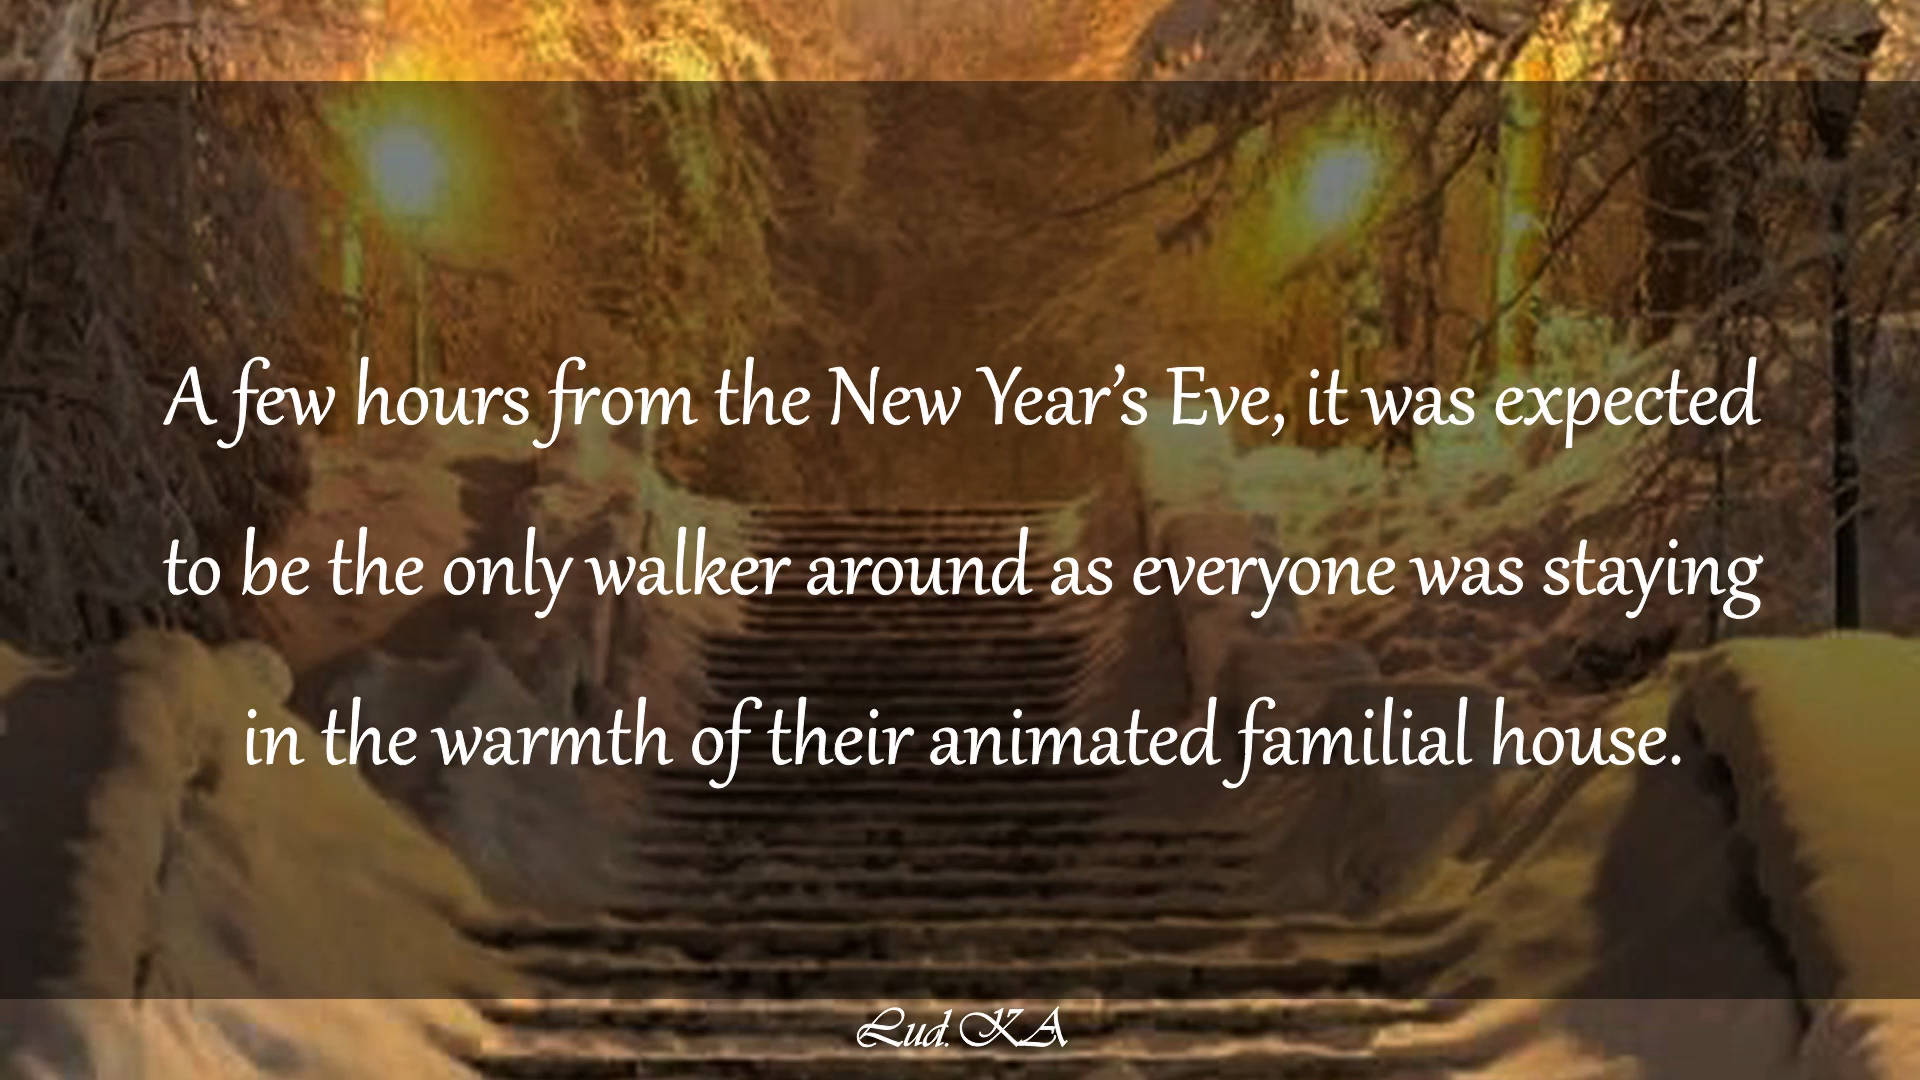 A few hours from the New Year’s Eve, it was expected
to be the only walker around as everyone was staying
in the warmth of their animated familial house.
Lud. KA